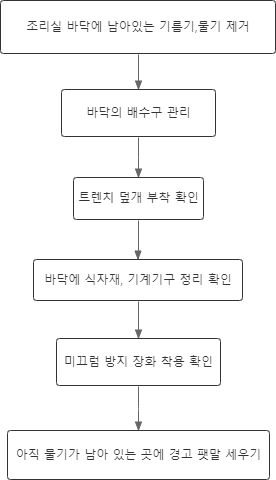 조리실 바닥에 남아있는 기름기,물기 제거
바닥의 배수구 관리
트렌치 덮개 부착 확인
바닥에 식자재, 기계기구 정리 확인
미끄럼 방지 장화 착용 확인
아직 물기가 남아 있는 곳에 경고 팻말 세우기